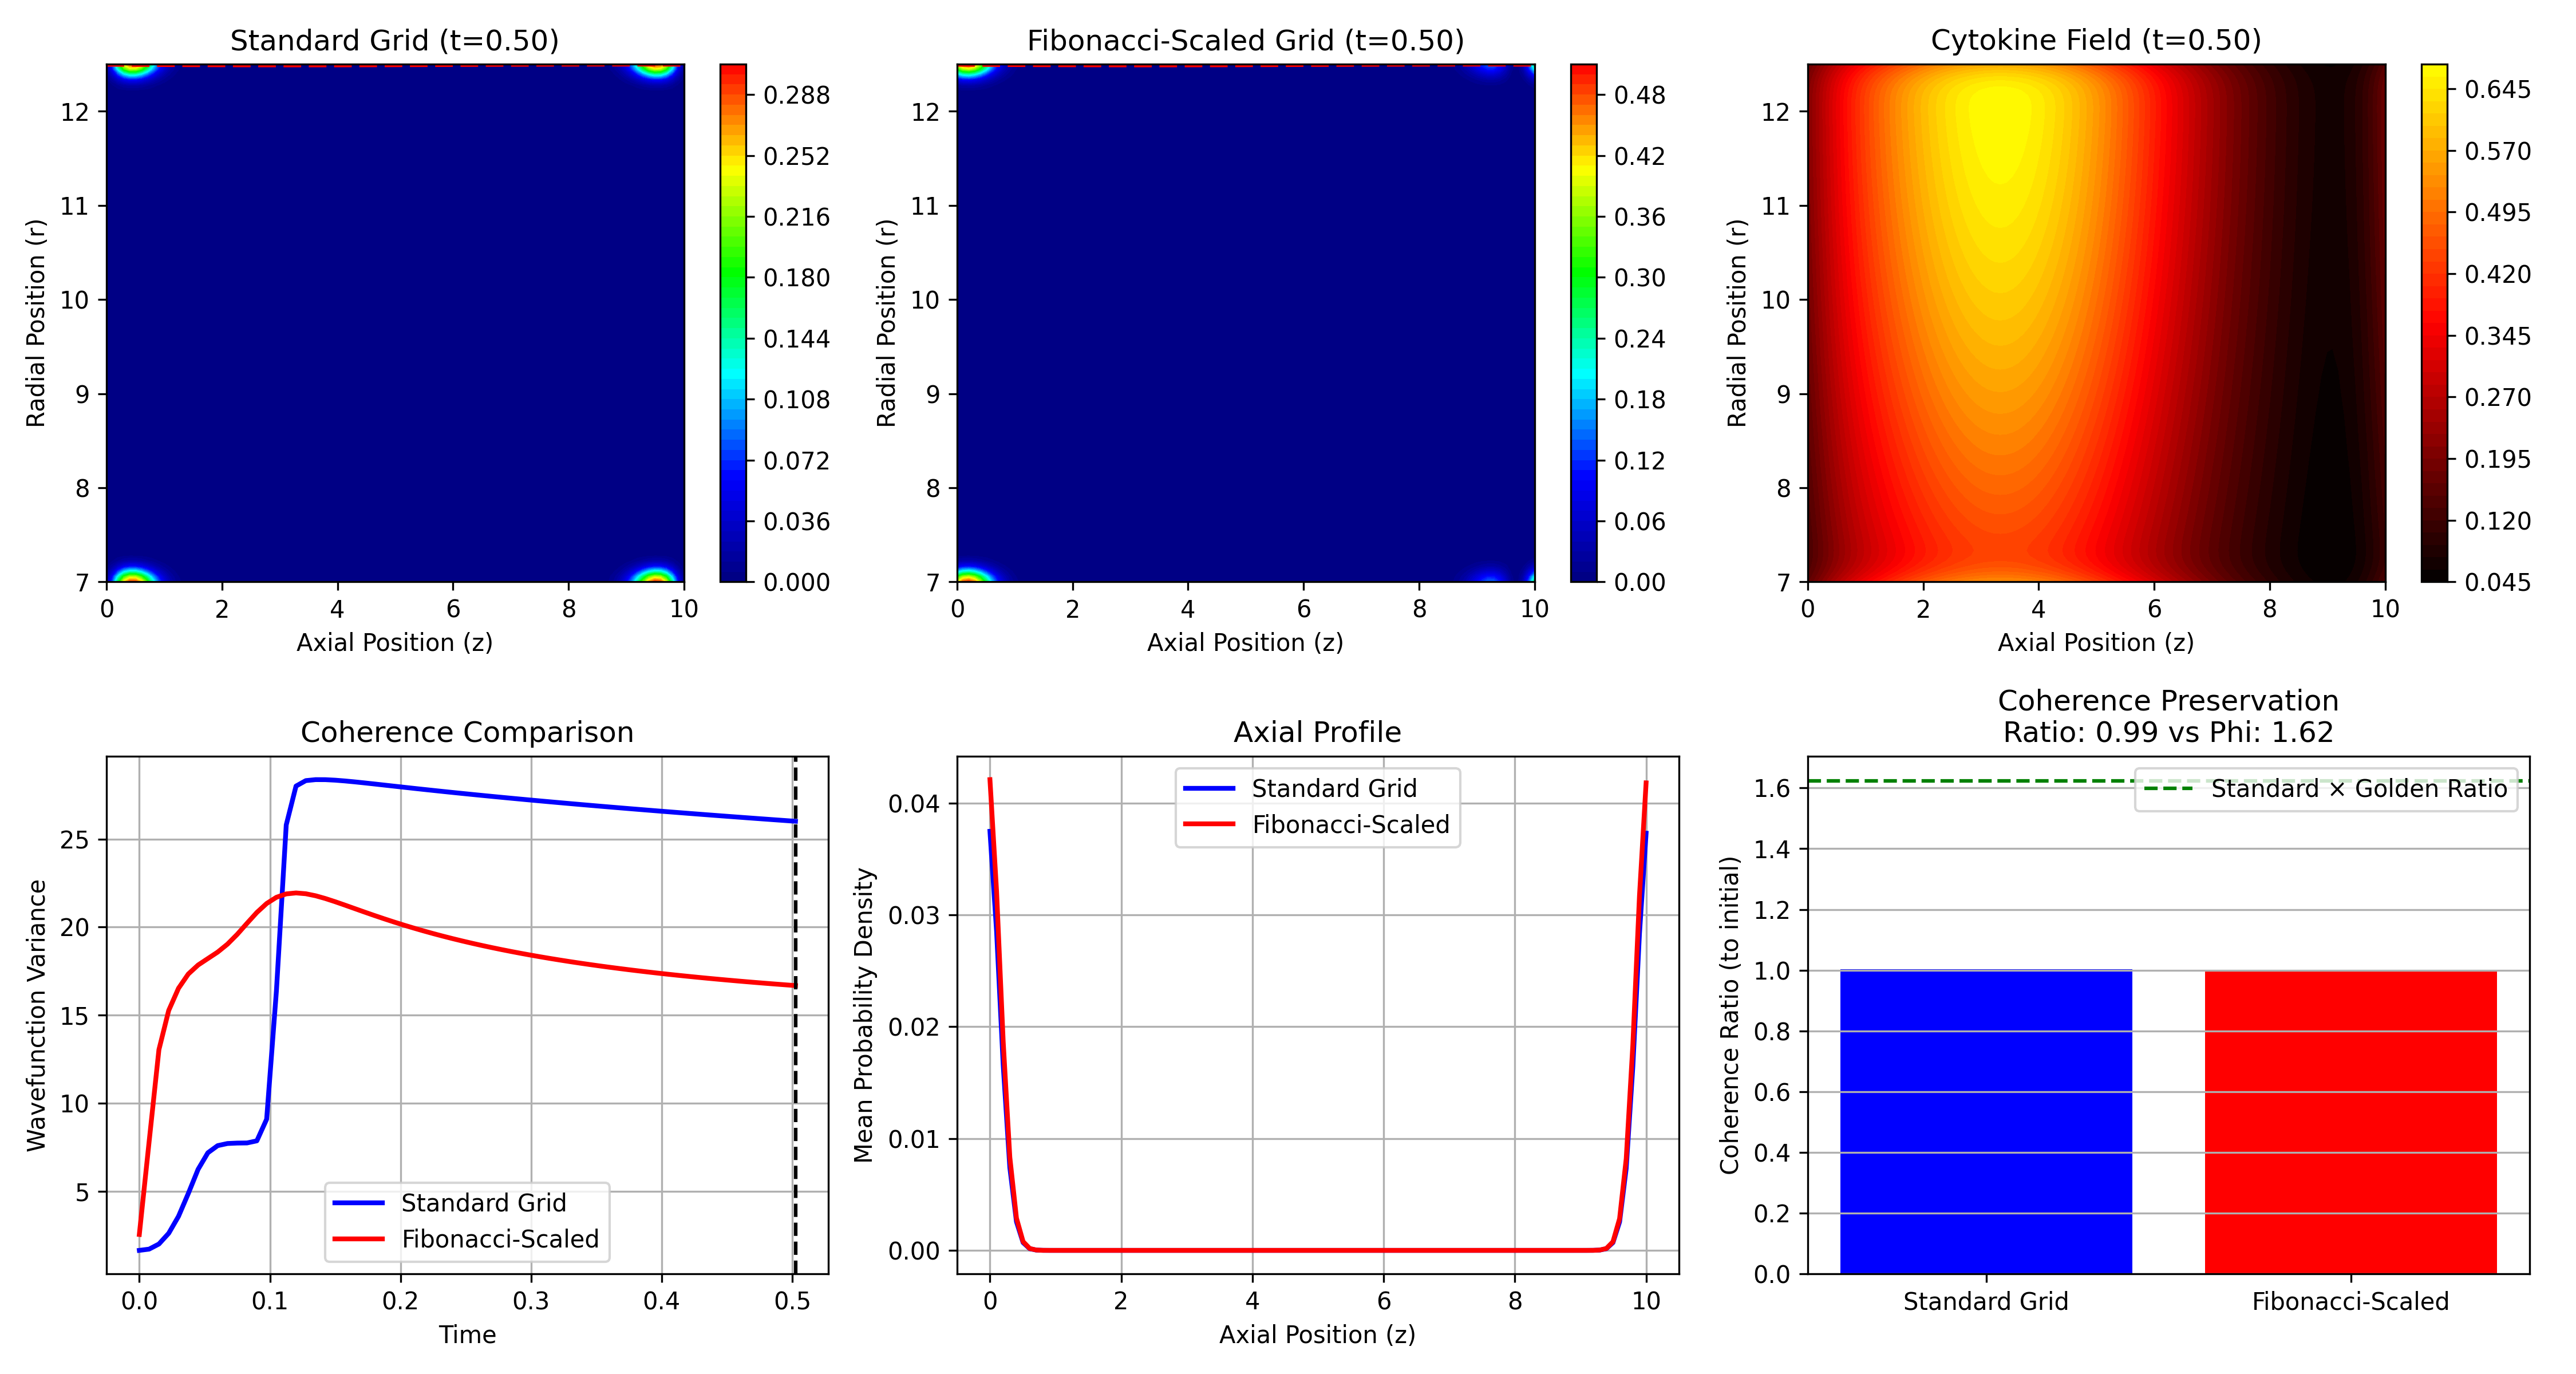 Standard Grid (t=0.50)
Radial Position (r)
12
11
10
9
8
7
0 2 4 6 8 10
Axial Position (z)
0.288
0.252
0.216
0.180
0.144
0.108
0.072
0.036
0.000
Fibonacci-Scaled Grid (t=0.50)
Radial Position (r)
12
11
10
9
8
7
0 2 4 6 8 10
Axial Position (z)
0.48
0.42
0.36
0.30
0.24
0.18
0.12
0.06
0.00
Cytokine Field (t=0.50)
Radial Position (r)
12
11
10
9
8
7
0 2 4 6 8 10
Axial Position (z)
0.645
0.570
0.495
0.420
0.345
0.270
0.195
0.120
0.045
Coherence Comparison
Wavefunction Variance
25
20
15
10
5
Standard Grid
Fibonacci-Scaled
0.0 0.1 0.2 0.3 0.4 0.5
Time
Axial Profile
Mean Probability Density
0.04
0.03
0.02
0.01
0.00
Standard Grid
Fibonacci-Scaled
0 2 4 6 8 10
Axial Position (z)
Coherence Preservation
Ratio: 0.99 vs Phi: 1.62
Coherence Ratio (to initial)
1.6
1.4
1.2
1.0
0.8
0.6
0.4
0.2
0.0
Standard × Golden Ratio
Standard Grid Fibonacci-Scaled